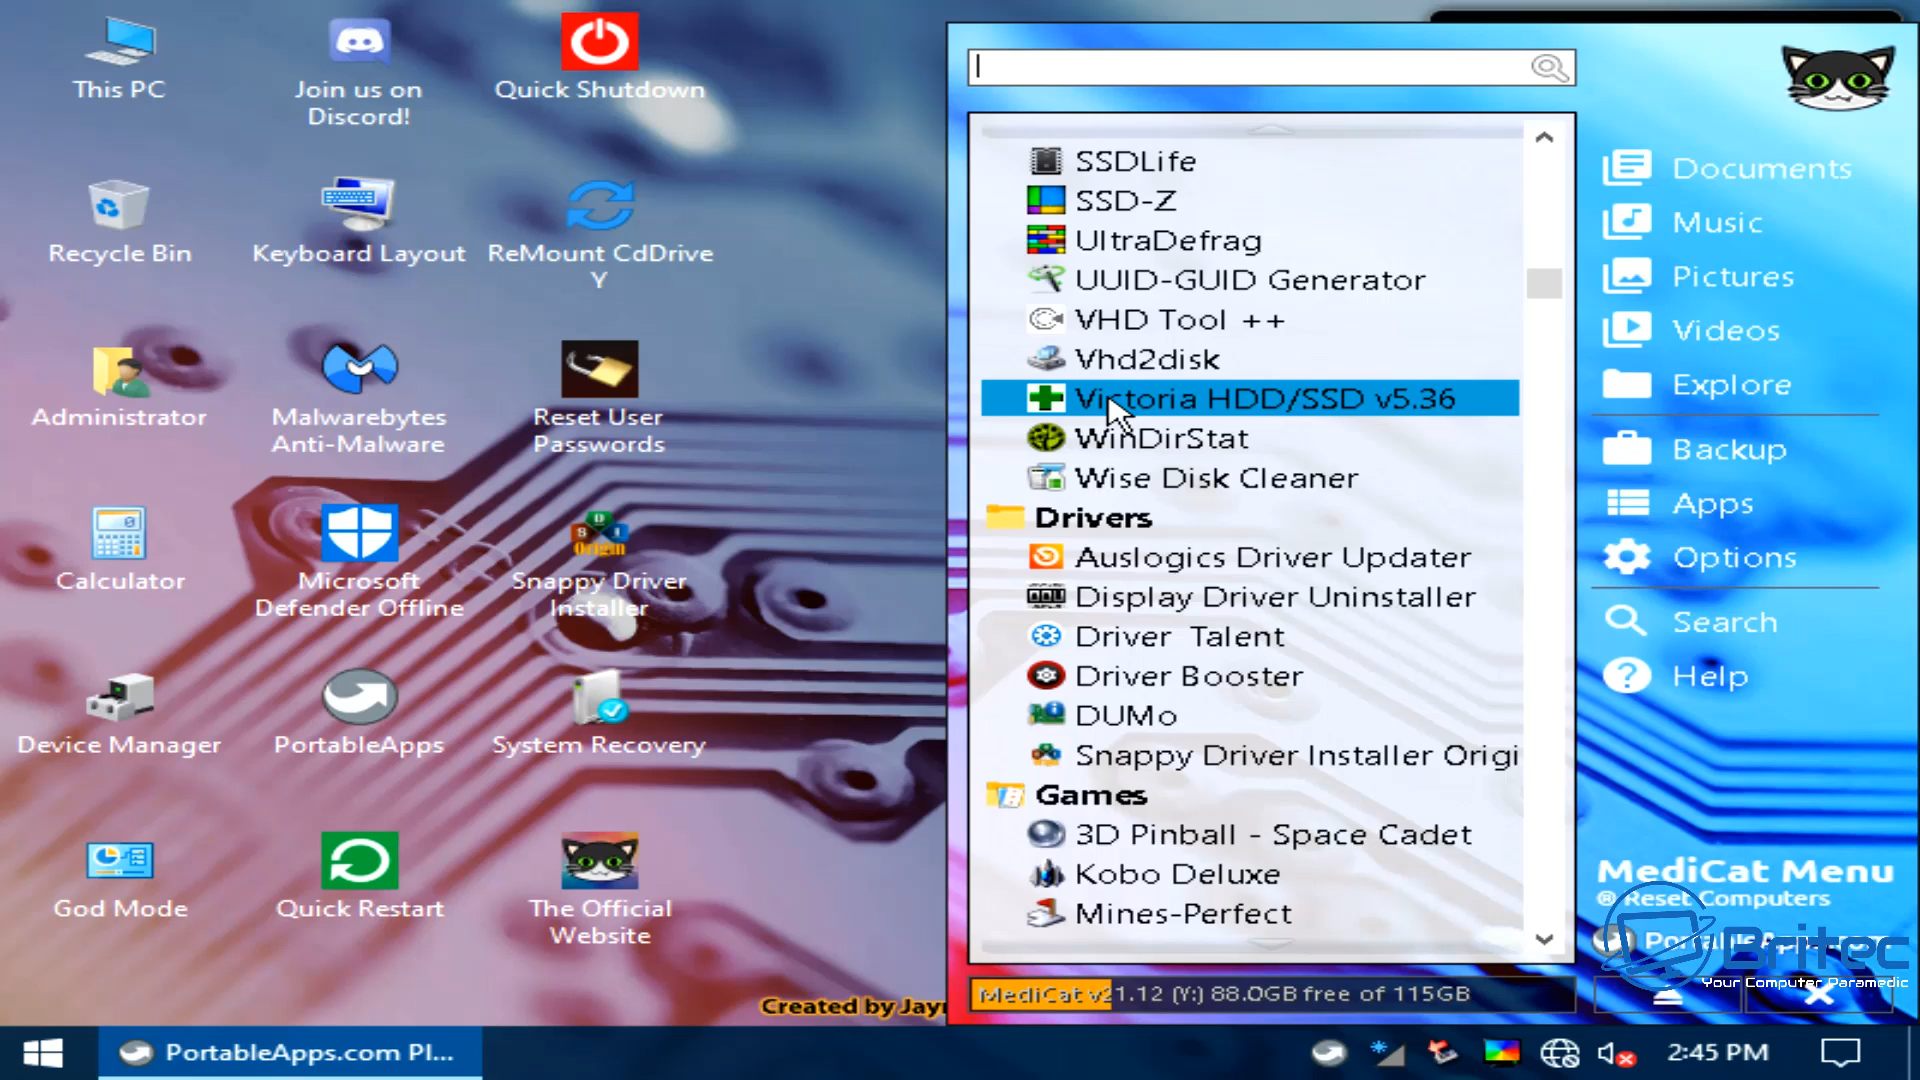 This PC
Join us on
Discord!
Quick Shutdown
Recycle Bin
Keyboard Layout
ReMount CdDrive
Y
Administrator
Malwarebytes
Anti-Malware
Reset User
Passwords
Calculator
Microsoft
Defender Offline
Snappy Driver
Installer
Device Manager
PortableApps
System Recovery
God Mode
Quick Restart
The Official
Website
Created by Jayr
SSDLife
SSD-Z
UltraDefrag
UUID-GUID Generator
VHD Tool ++
Vhd2disk
Victoria HDD/SSD v5.36
WinDirStat
Wise Disk Cleaner
Drivers
Auslogics Driver Updater
Display Driver Uninstaller
Driver Talent
Driver Booster
DUMo
Snappy Driver Installer Origi
Games
3D Pinball - Space Cadet
Kobo Deluxe
Mines-Perfect
MediCat v21.12 (Y:) 88.0GB free of 115GB
Documents
Music
Pictures
Videos
Explore
Backup
Apps
Options
Search
Help
MediCat Menu
® Reset Computers
Britec
Your Computer Paramedic
PortableApps.com Pl...
2:45 PM